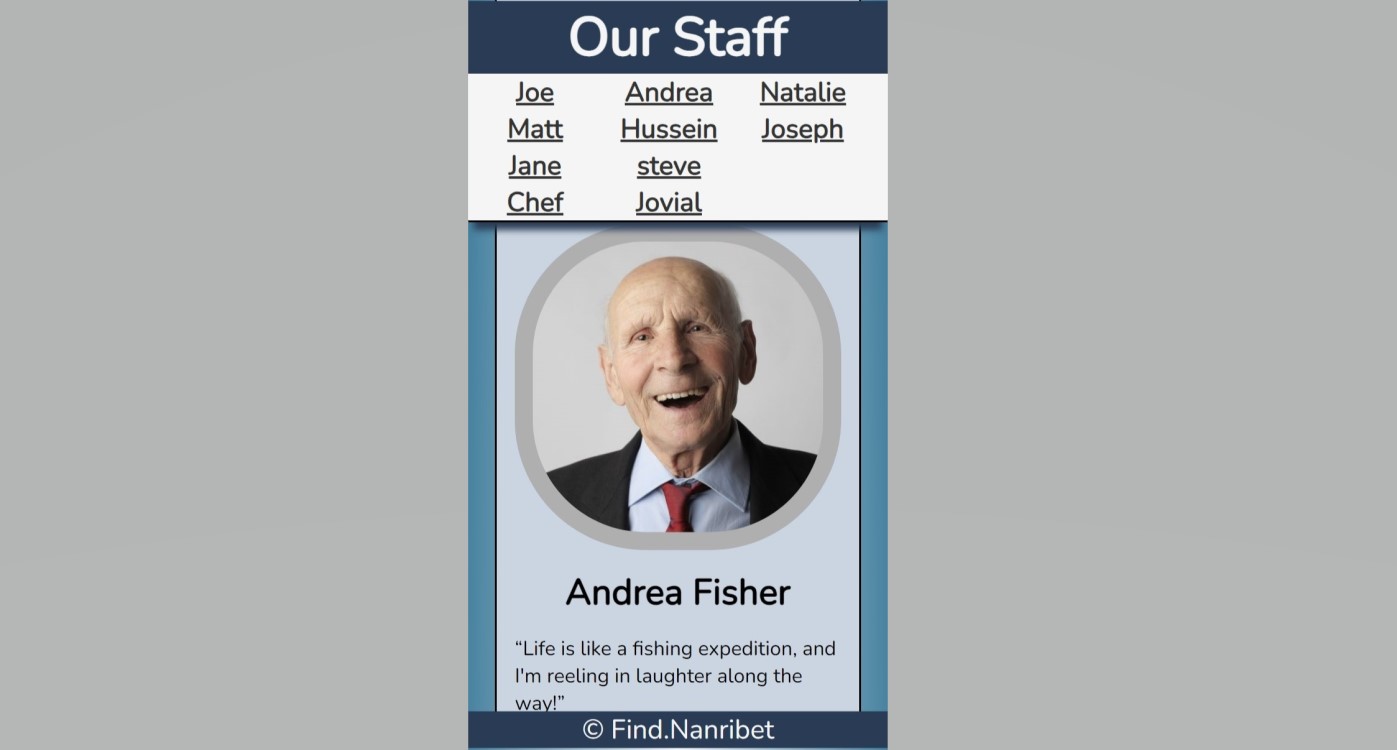 Our Staff
Joe Andrea Natalie
Matt Hussein Joseph
Jane steve
Chef Jovial
Andrea Fisher
“Life is like a fishing expedition, and
I'm reeling in laughter along the
way!”
© Find.Nanribet